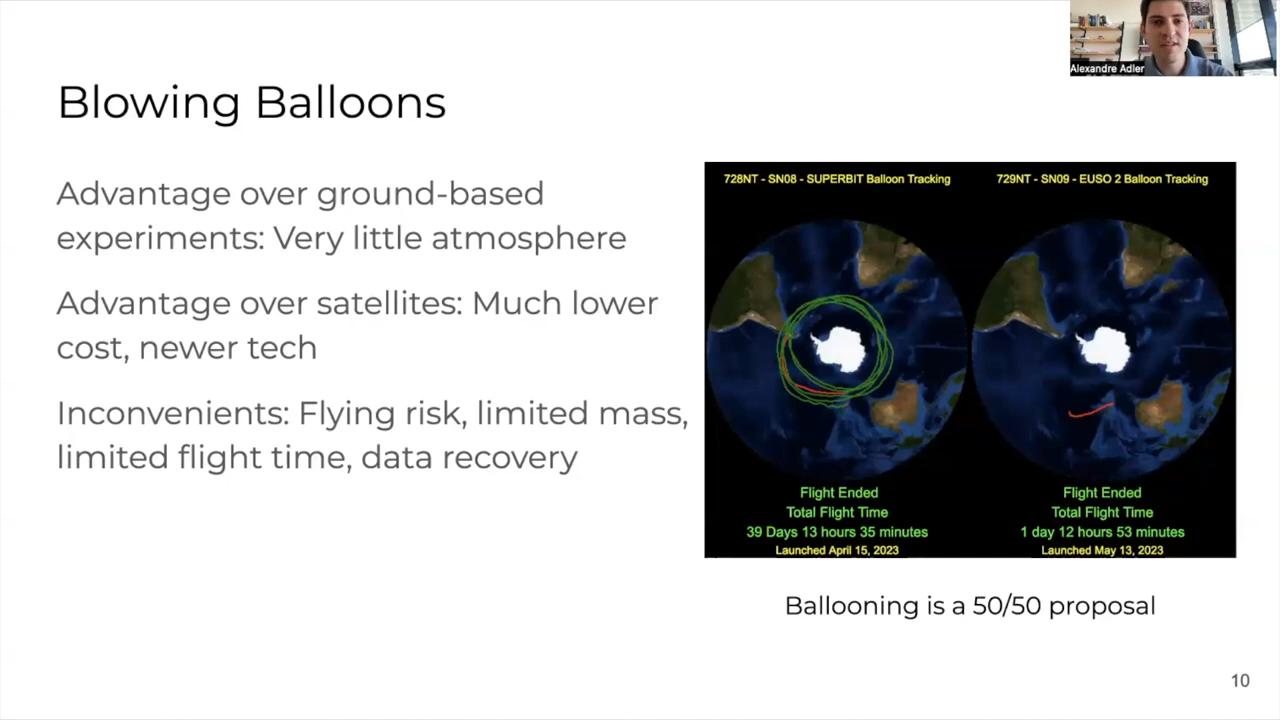 Alexandre Adler
Blowing Balloons
Advantage over ground-based
experiments: Very little atmosphere
Advantage over satellites: Much lower
cost, newer tech
Inconvenients: Flying risk, limited mass,
limited flight time, data recovery
728NT - SN08 - SUPERBIT Balloon Tracking
729NT - SN09 - EUSO 2 Balloon Tracking
Flight Ended
Total Flight Time
39 Days 13 hours 35 minutes
Launched April 15, 2023
Flight Ended
Total Flight Time
1 day 12 hours 53 minutes
Launched May 13, 2023
Ballooning is a 50/50 proposal
10